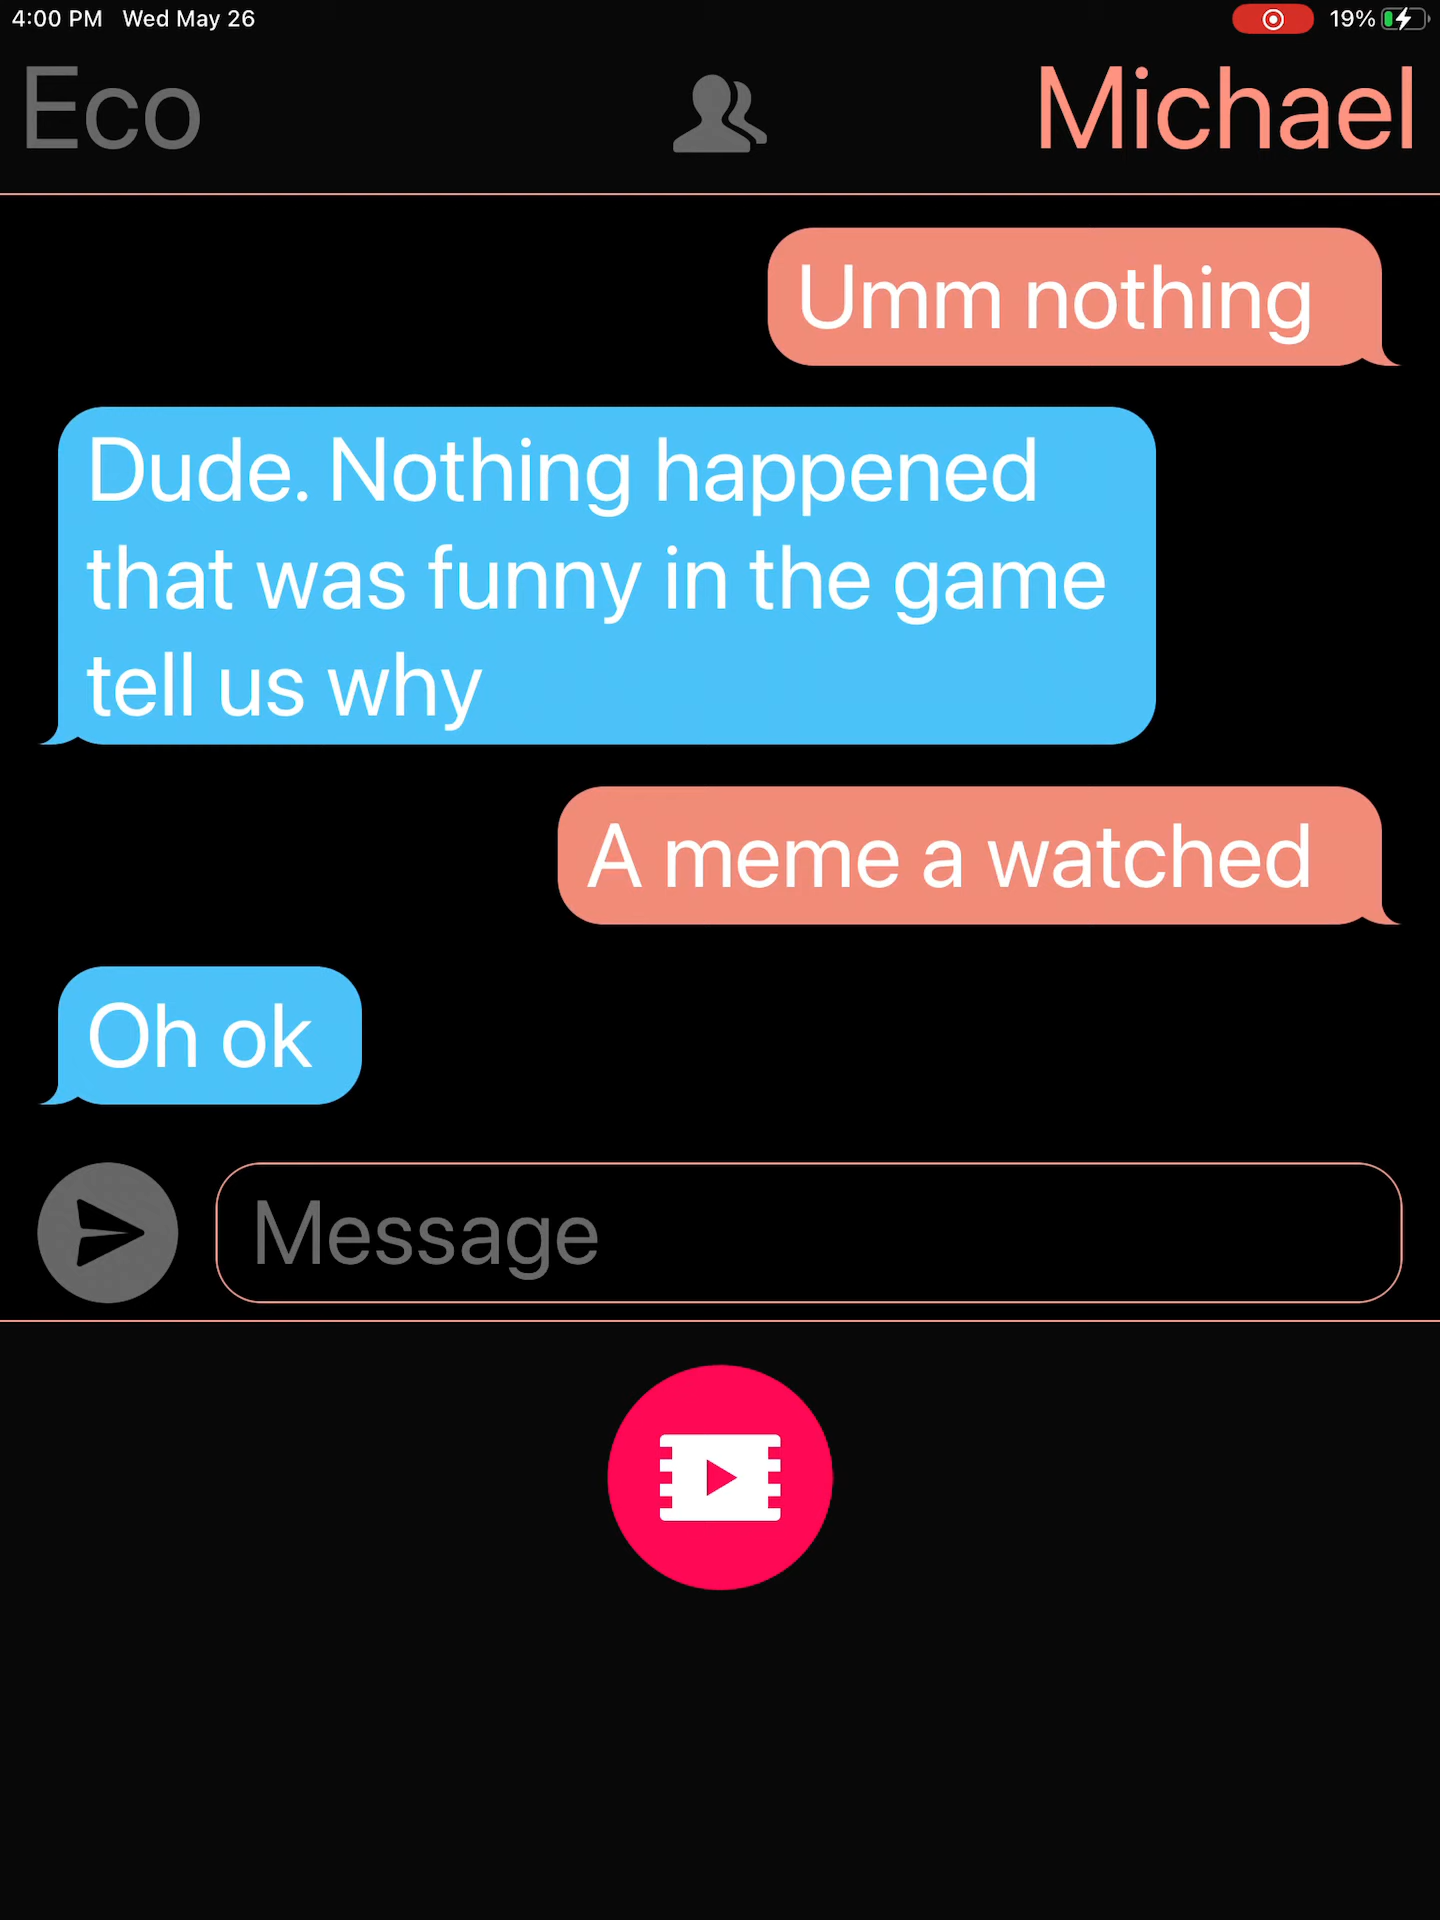 4:00 PM Wed May 26 19%
Eco Michael
Umm nothing
Dude. Nothing happened
that was funny in the game
tell us why
A meme a watched
Oh ok
Message